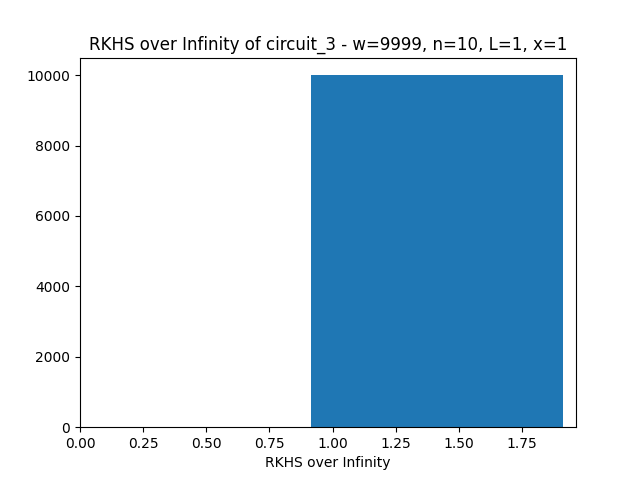 RKHS over Infinity of circuit_3 - w=9999, n=10, L=1, x=1
10000
8000
6000
4000
2000
0
0.00 0.25 0.50 0.75 1.00 1.25 1.50 1.75
RKHS over Infinity